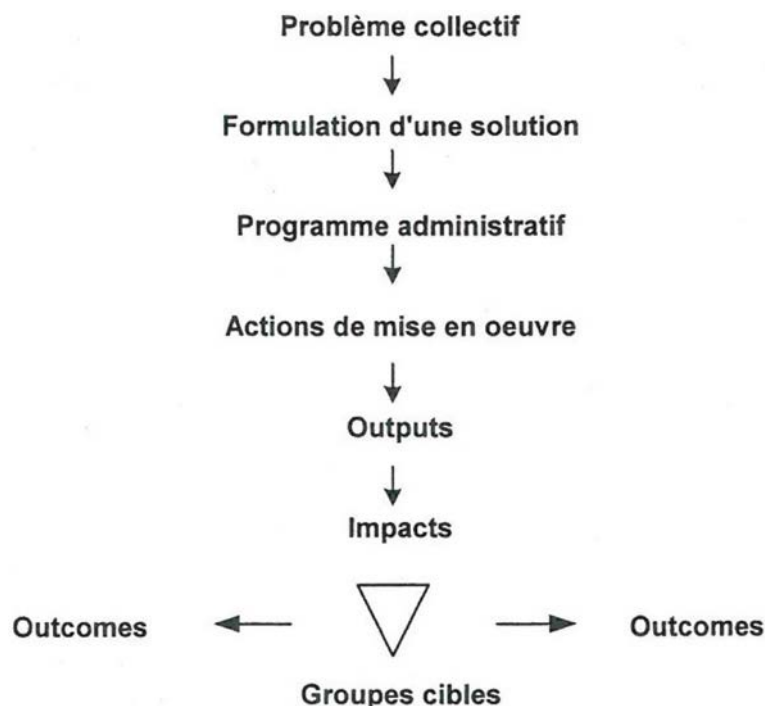 Problème collectif
Formulation d'une solution
Programme administratif
Actions de mise en oeuvre
Outputs
Impacts
Outcomes
Outcomes
Groupes cibles